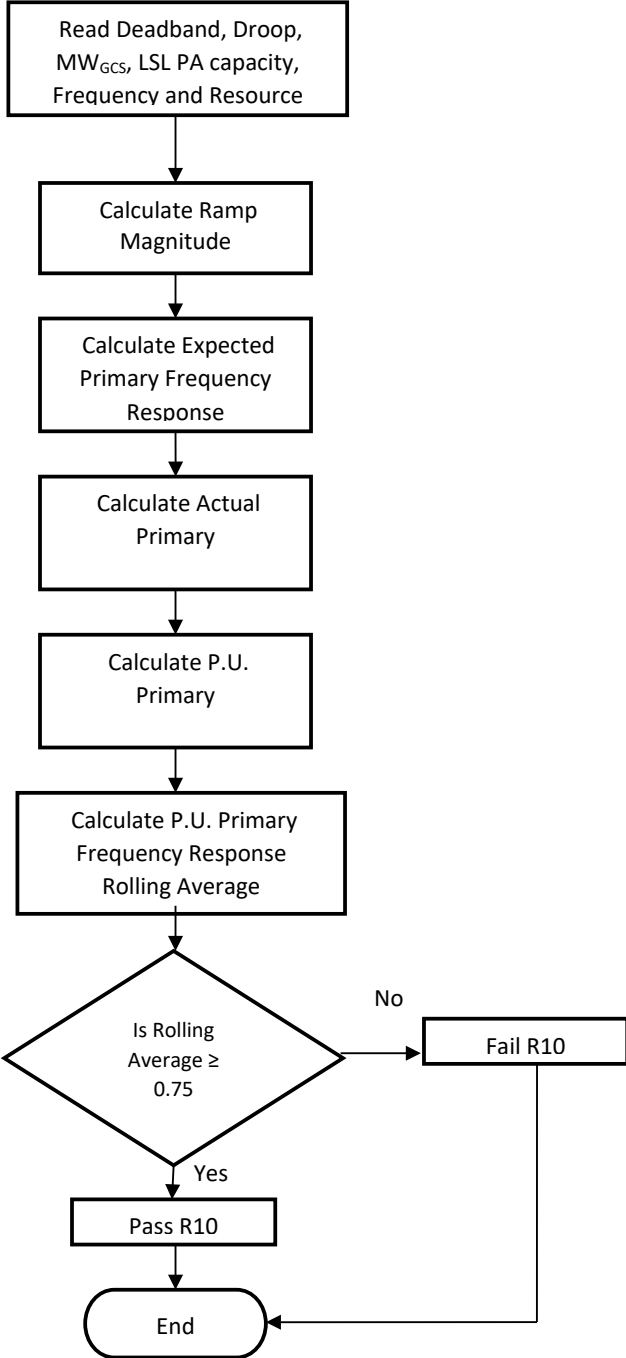 Read Deadband, Droop,
MWGCS, LSL PA capacity,
Frequency and Resource
Calculate Ramp
Magnitude
Calculate Expected
Primary Frequency
Response
Calculate Actual
Primary
Calculate P.U.
Primary
Calculate P.U. Primary
Frequency Response
Rolling Average
Is Rolling
Average ≥
0.75
No
Fail R10
Yes
Pass R10
End